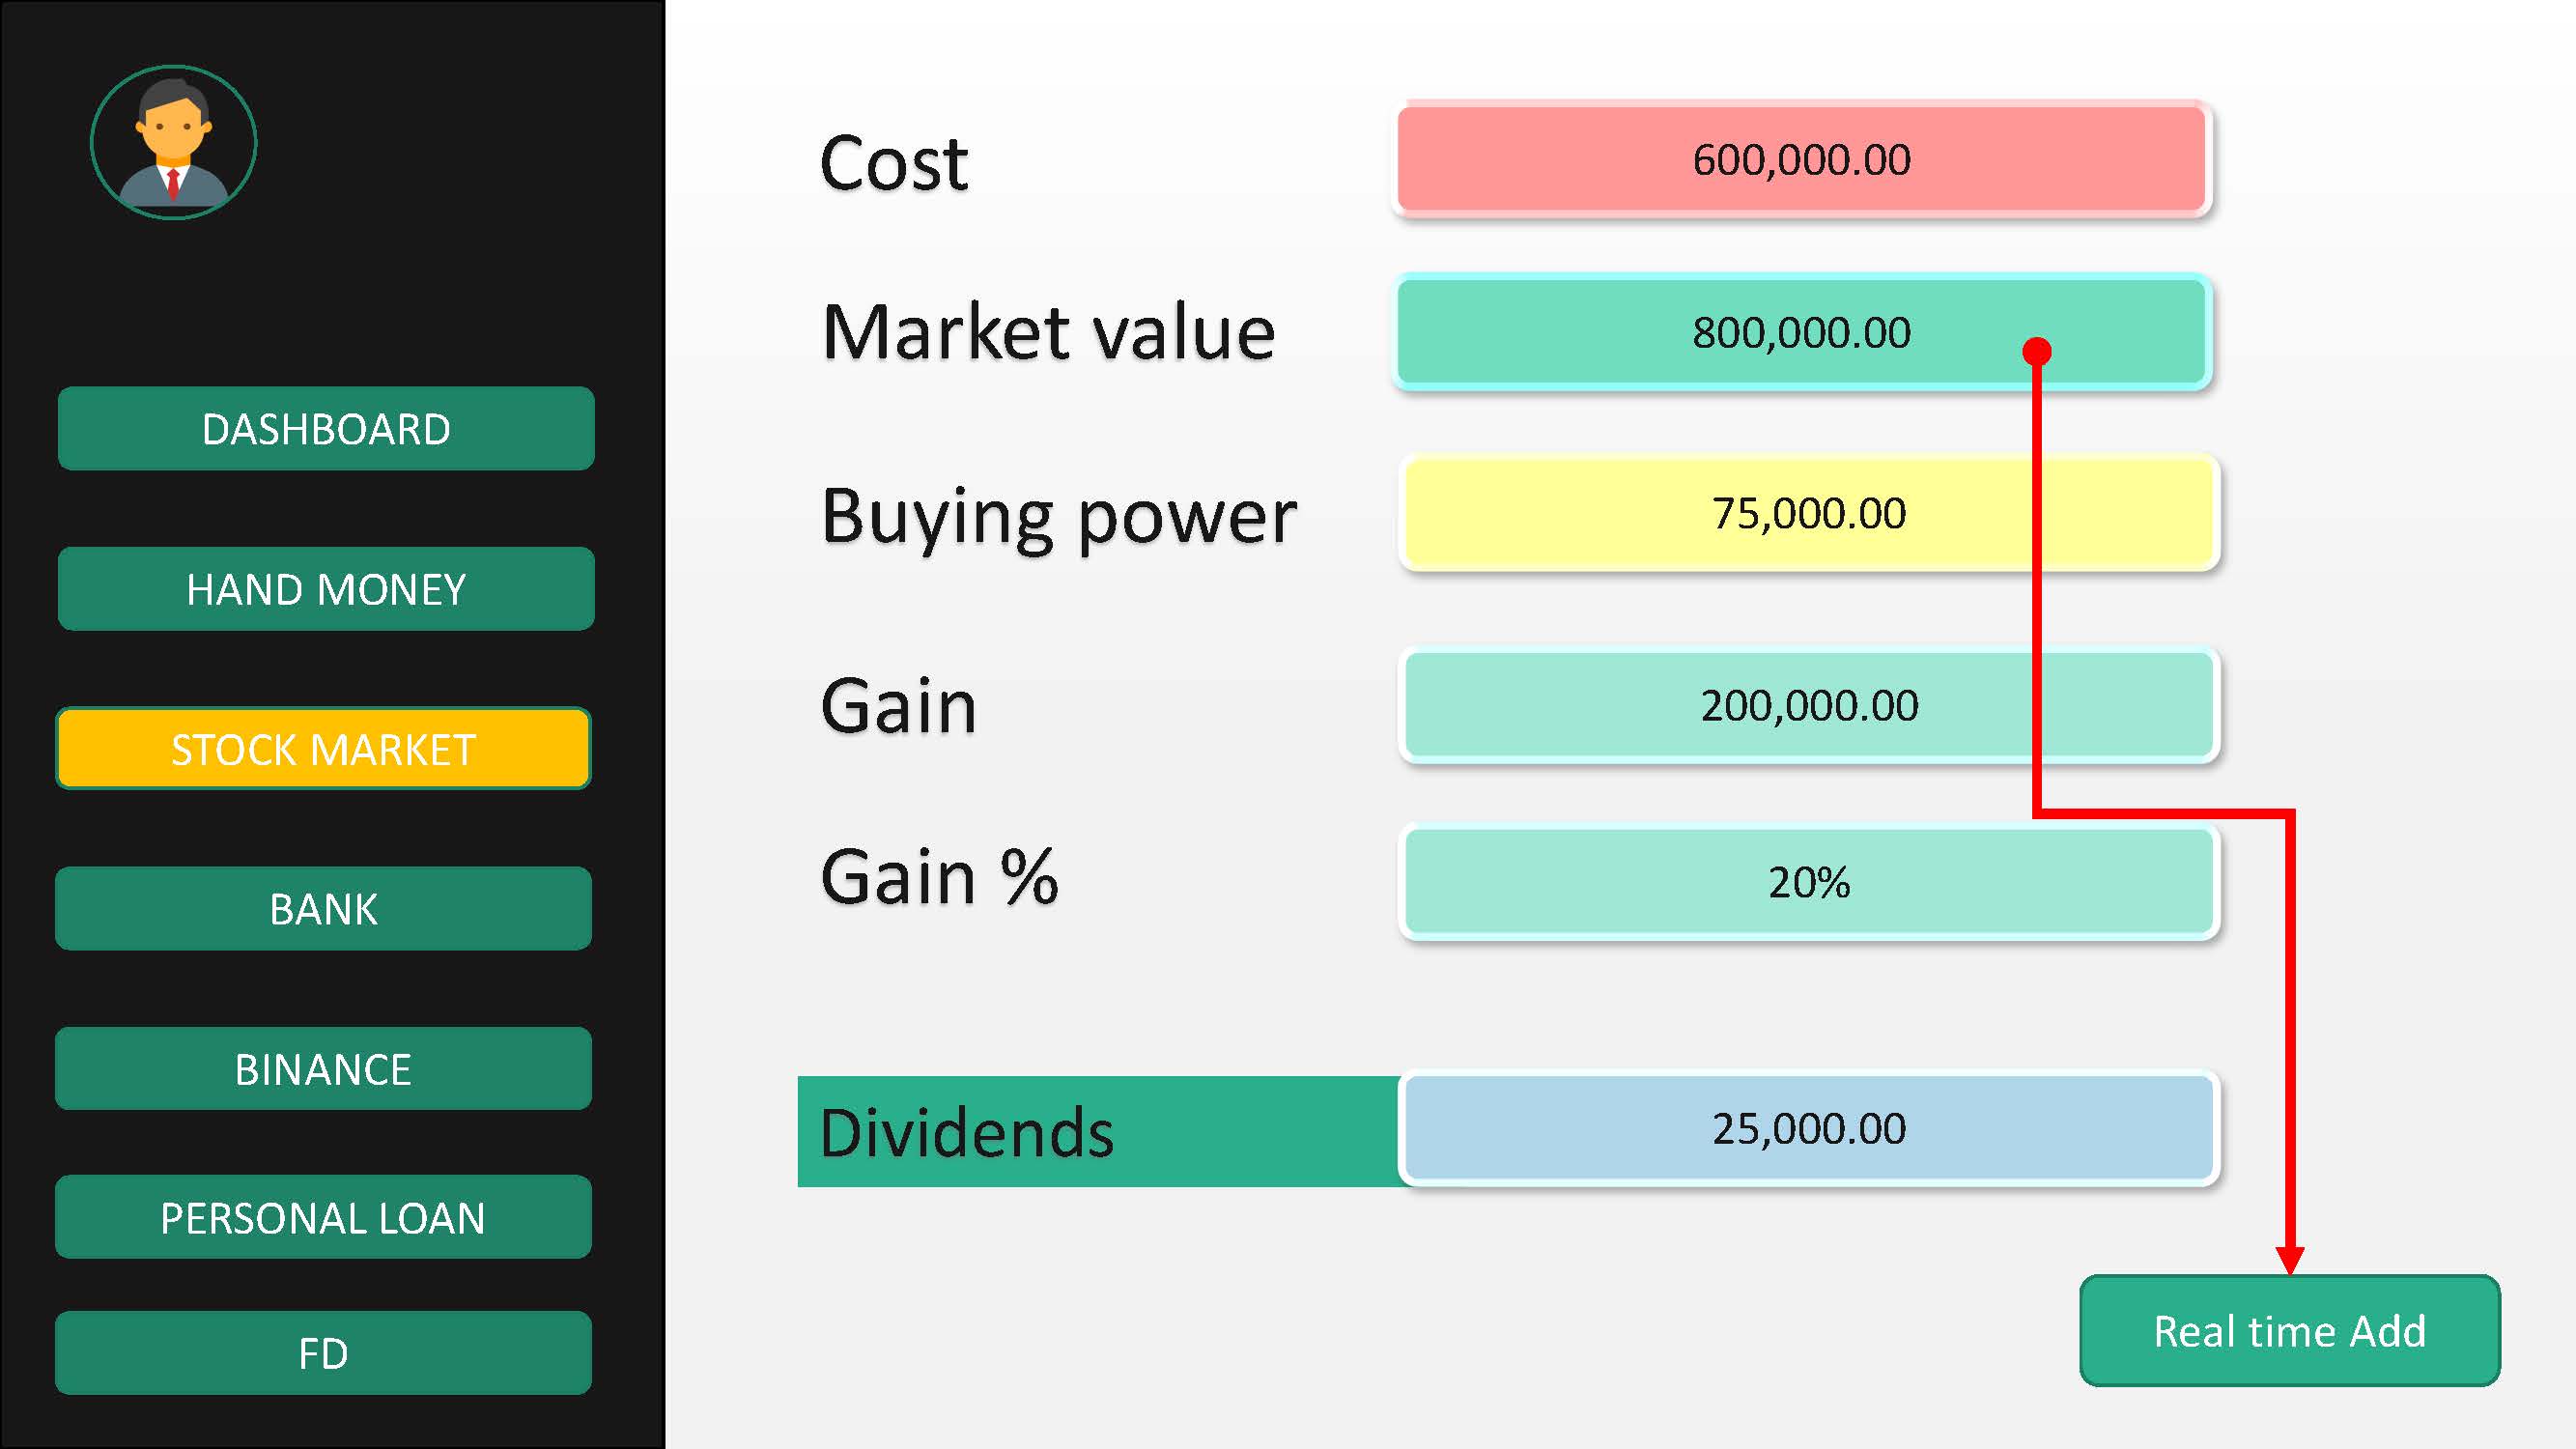 DASHBOARD
HAND MONEY
STOCK MARKET
BANK
BINANCE
PERSONAL LOAN
FD
Cost
600,000.00
Market value
800,000.00
Buying power
75,000.00
Gain
200,000.00
Gain %
20%
Dividends
25,000.00
Real time Add